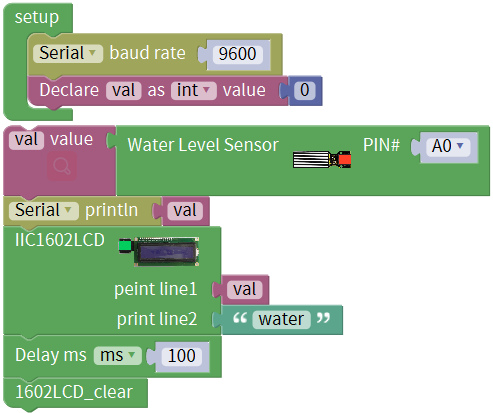 setup
Serial baud rate 9600
Declare val as int value 0
val value Water Level Sensor PIN# A0
Serial println val
IIC1602LCD
peint line1 val
print line2 “ water ”
Delay ms ms 100
1602LCD_clear